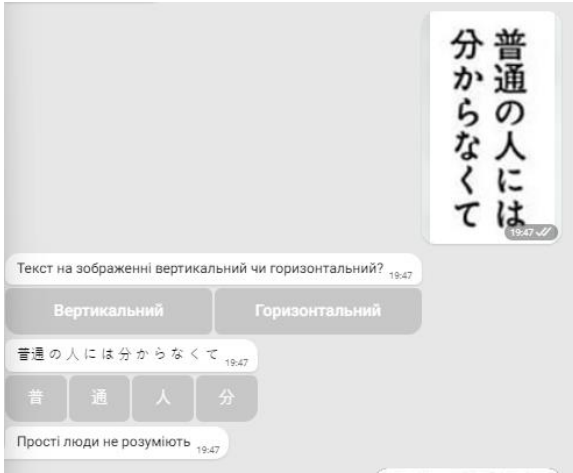 普通の人には
分からなくて
19:47
Текст на зображенні вертикальний чи горизонтальний? 19:47
Вертикальний Горизонтальний
普通の人には分からなくて 19:47
普 通 人 分
Прості люди не розуміють 19:47